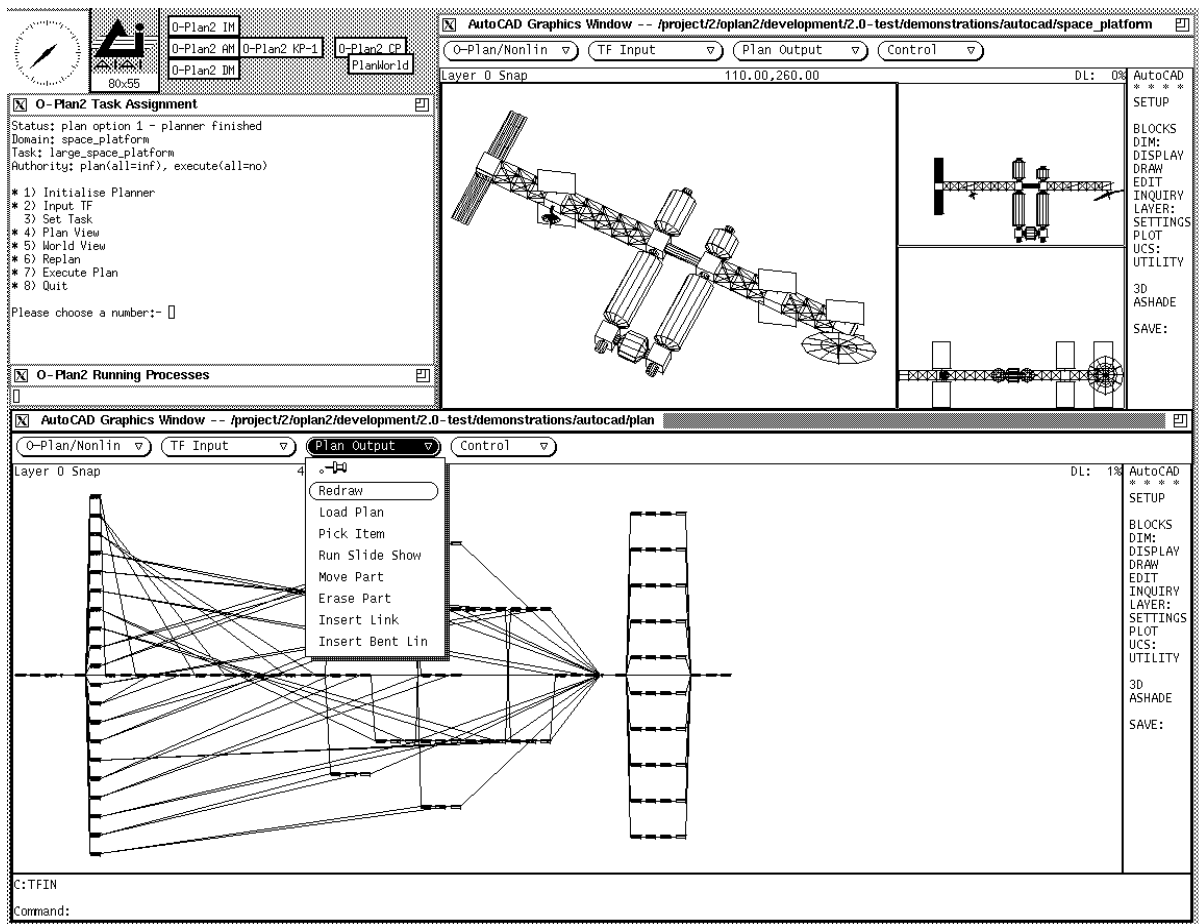 O-Plan2 IM
O-Plan2 AM
O-Plan2 KP-1
O-Plan2 CP
O-Plan2 DM
PlanWorld
AIAI
80x55
O-Plan2 Task Assignment
Status: plan option 1 - planner finished
Domain: space_platform
Task: large_space_platform
Authority: plan(all=inf), execute(all=no)
* 1) Initialise Planner
* 2) Input TF
3) Set Task
* 4) Plan View
* 5) World View
* 6) Replan
* 7) Execute Plan
* 8) Quit
Please choose a number:-
O-Plan2 Running Processes
AutoCAD Graphics Window -- /project/2/oplan2/development/2.0-test/demonstrations/autocad/space_platform
O-Plan/Nonlin TF Input Plan Output Control
Layer 0 Snap 110.00,260.00 DL: 0%
AutoCAD
* * * *
SETUP
BLOCKS
DIM:
DISPLAY
DRAW
EDIT
INQUIRY
LAYER:
SETTINGS
PLOT
UCS:
UTILITY
3D
ASHADE
SAVE:
AutoCAD Graphics Window -- /project/2/oplan2/development/2.0-test/demonstrations/autocad/plan
O-Plan/Nonlin TF Input Plan Output Control
Layer 0 Snap 4 DL: 1%
Redraw
Load Plan
Pick Item
Run Slide Show
Move Part
Erase Part
Insert Link
Insert Bent Lin
AutoCAD
* * * *
SETUP
BLOCKS
DIM:
DISPLAY
DRAW
EDIT
INQUIRY
LAYER:
SETTINGS
PLOT
UCS:
UTILITY
3D
ASHADE
SAVE:
C:TFIN
Command: